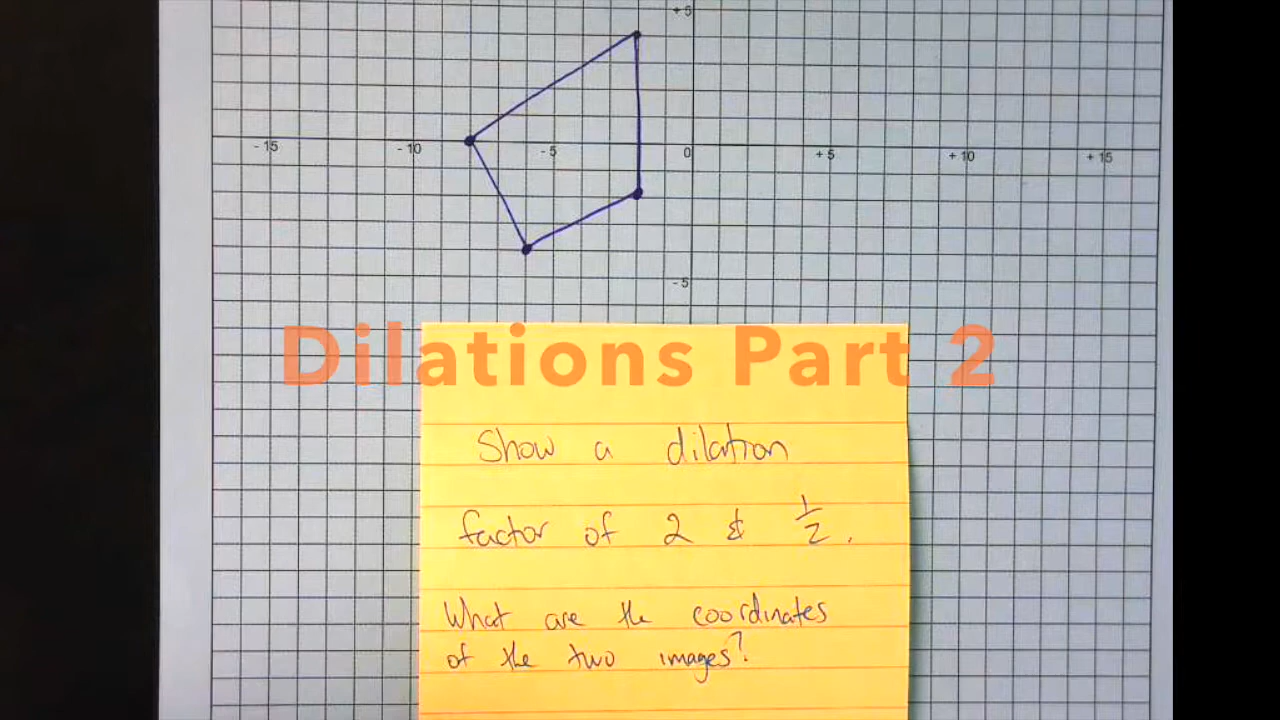 +5
- 15
- 10
- 5
0
+ 5
+ 10
+ 15
- 5
Dilations Part 2
Show a dilation
factor of 2 & 1/2.
What are the coordinates
of the two images?